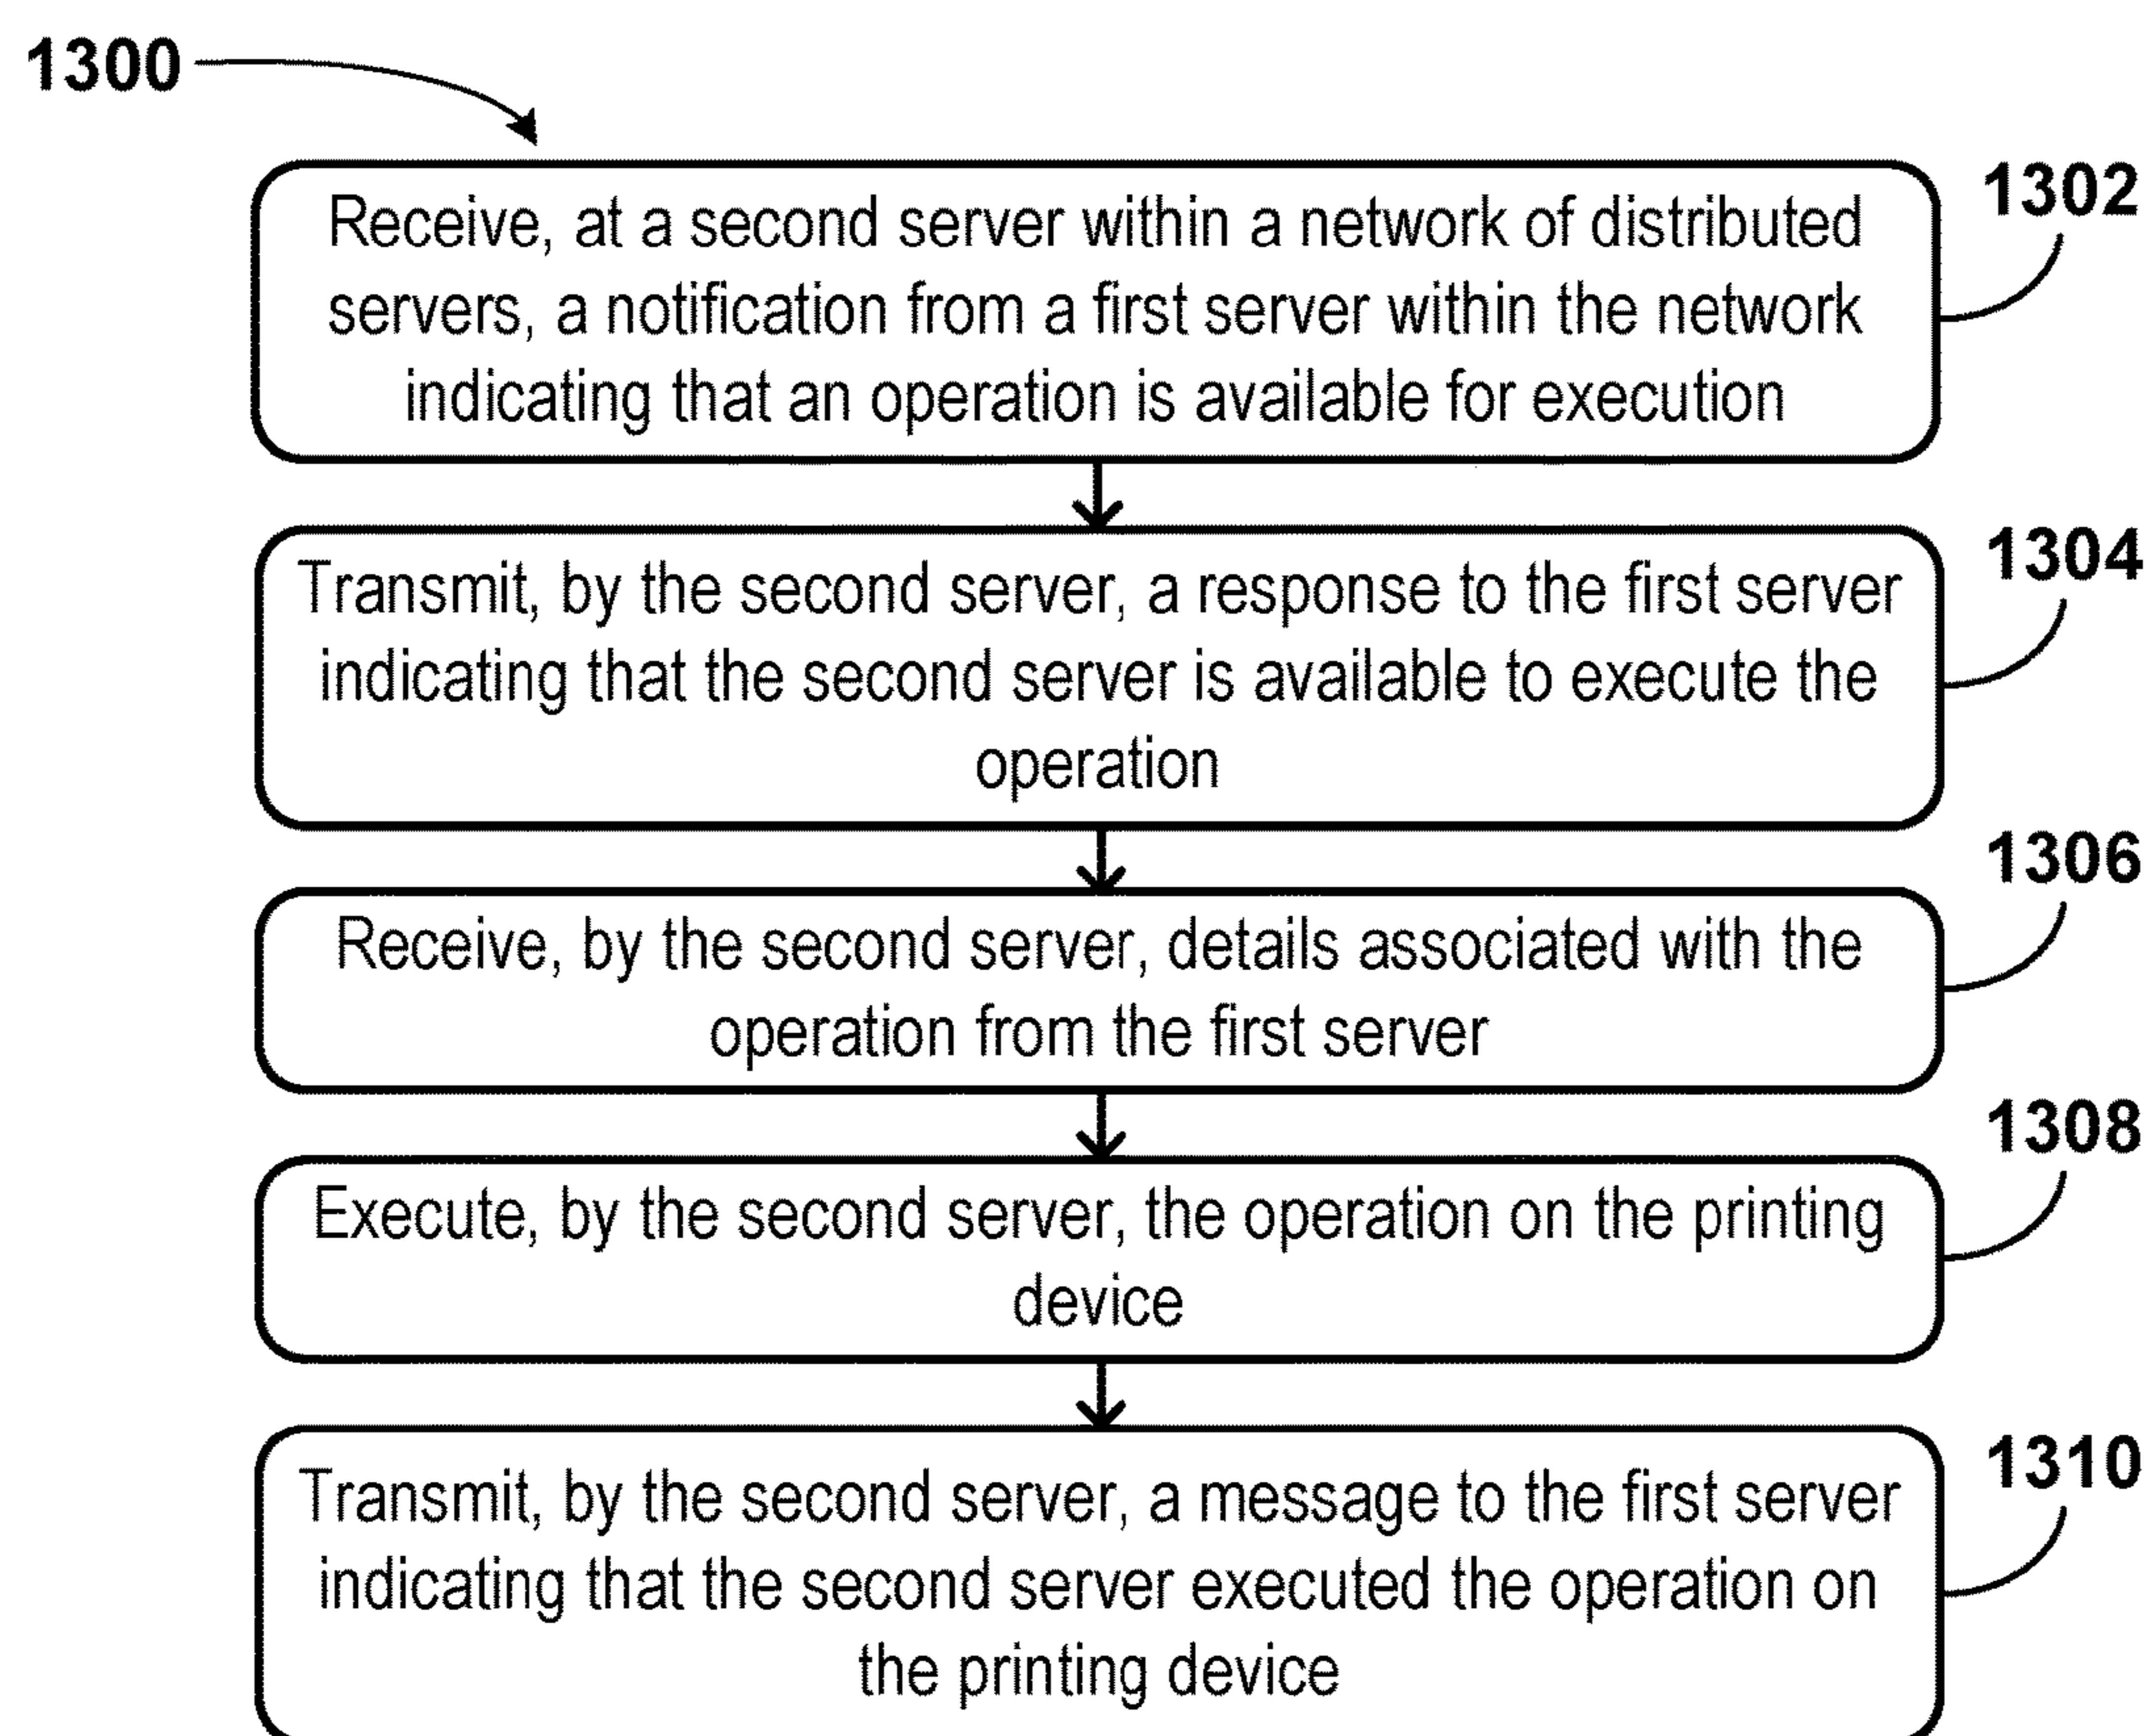 1300
1302
Receive, at a second server within a network of distributed
servers, a notification from a first server within the network
indicating that an operation is available for execution
1304
Transmit, by the second server, a response to the first server
indicating that the second server is available to execute the
operation
1306
Receive, by the second server, details associated with the
operation from the first server
1308
Execute, by the second server, the operation on the printing
device
1310
Transmit, by the second server, a message to the first server
indicating that the second server executed the operation on
the printing device